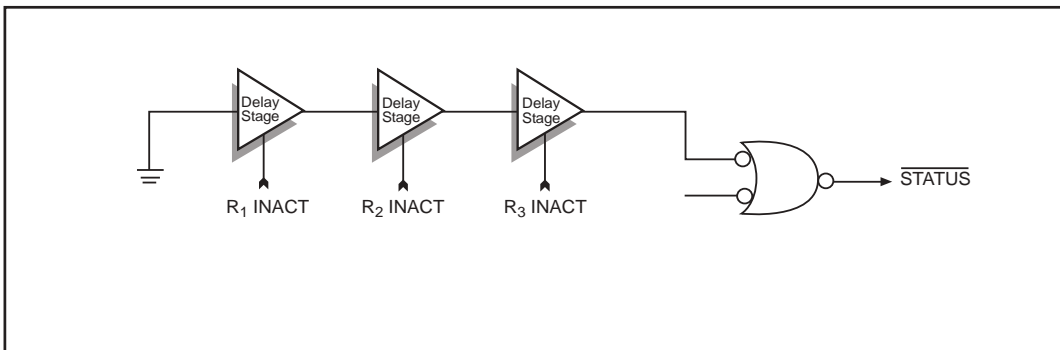 Delay
Stage
Delay
Stage
Delay
Stage
R₁ INACT
R₂ INACT
R₃ INACT
STATUS